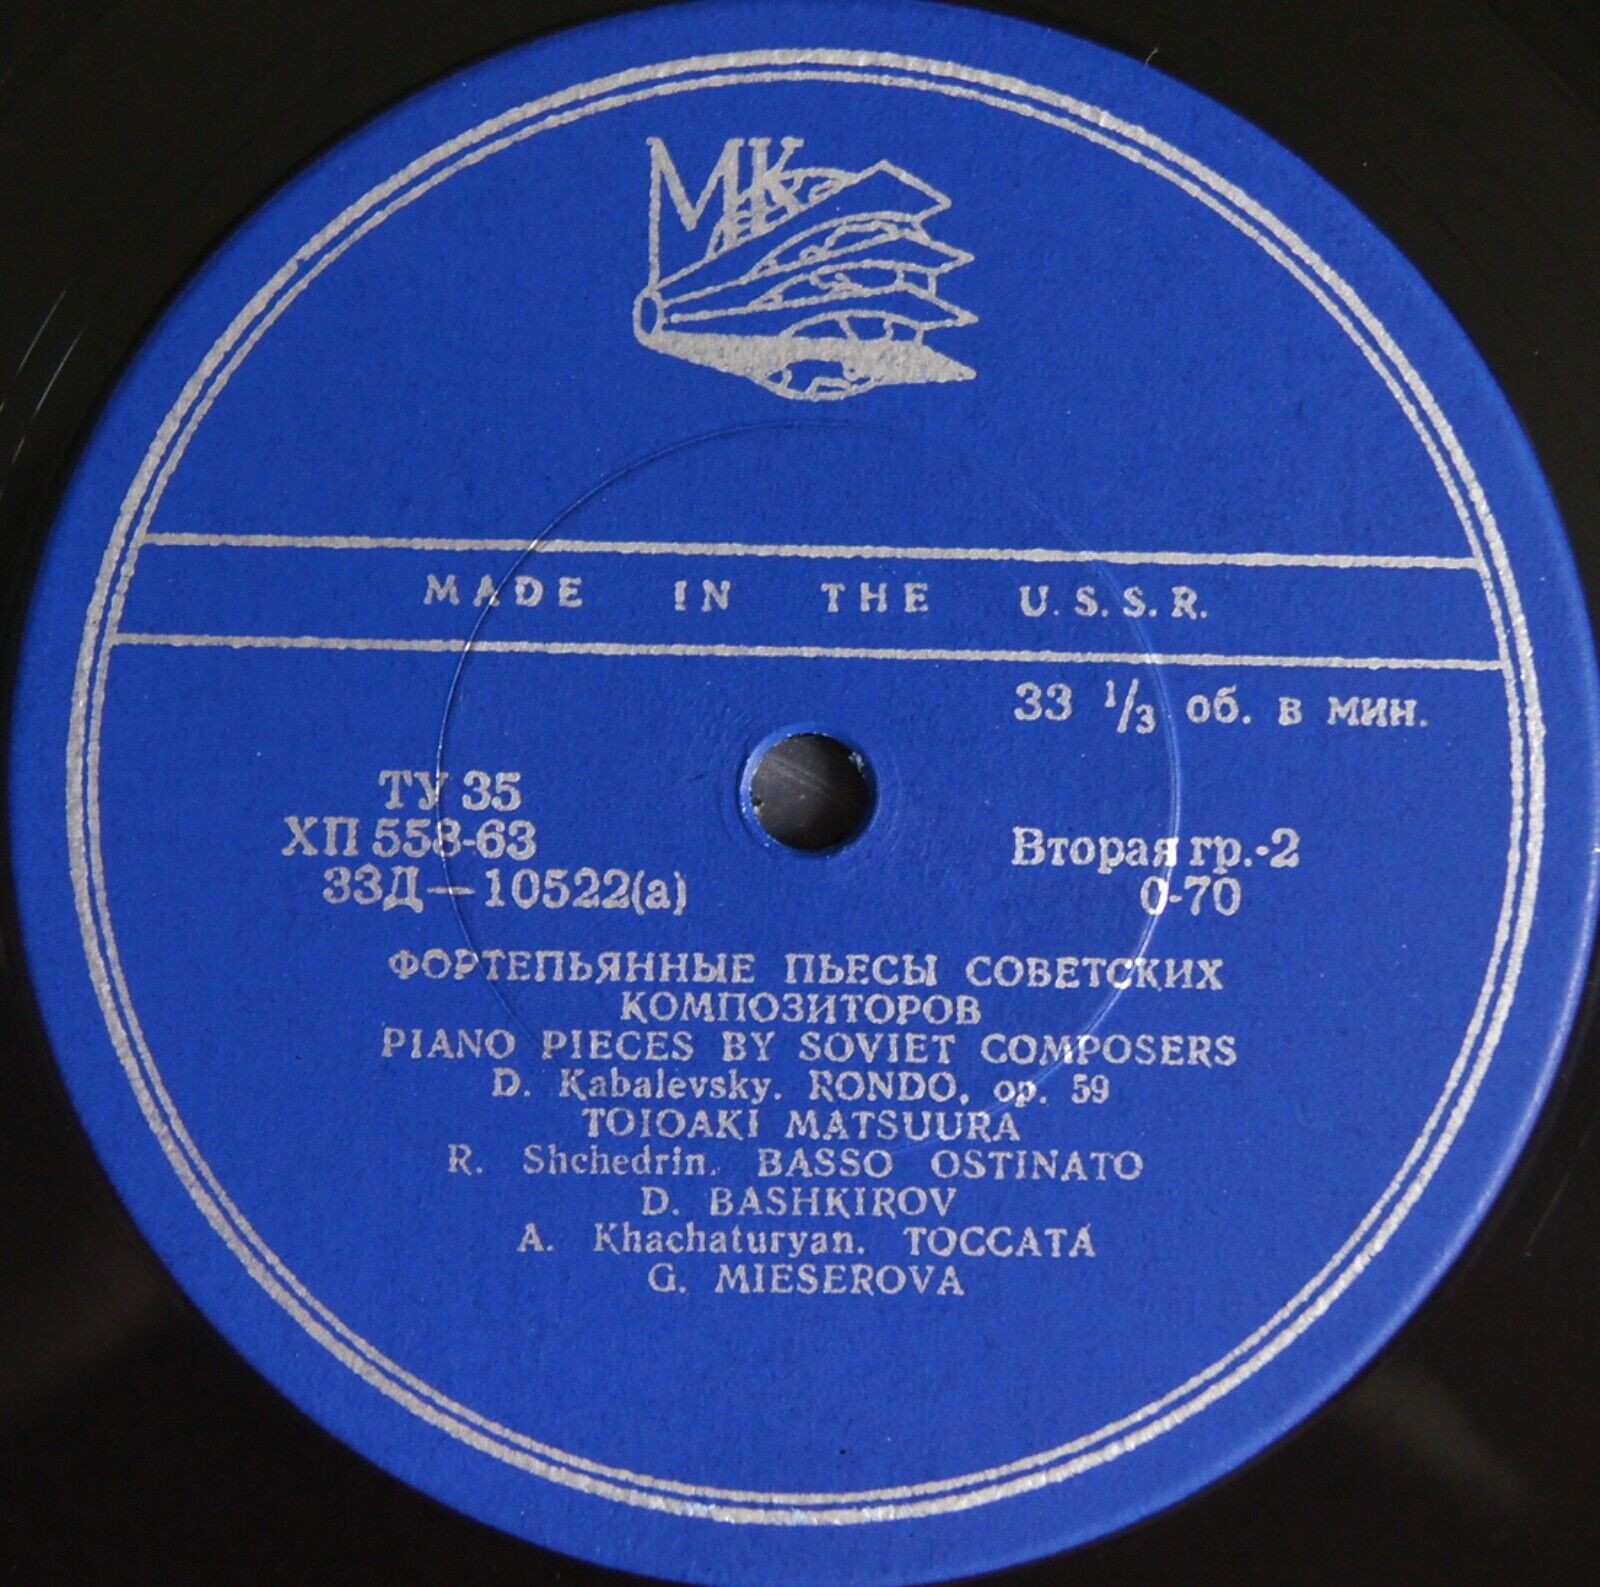 МК
MADE IN THE U.S.S.R.
33 1/3 об. в мин.
ТУ 35
ХП 558-63
33Д—10522(а)
Вторая гр.-2
0-70
ФОРТЕПЬЯННЫЕ ПЬЕСЫ СОВЕТСКИХ
КОМПОЗИТОРОВ
PIANO PIECES BY SOVIET COMPOSERS
D. Kabalevsky. RONDO, op. 59
TOIOAKI MATSUURA
R. Shchedrin. BASSO OSTINATO
D. BASHKIROV
A. Khachaturyan. TOCCATA
G. MIESEROVA